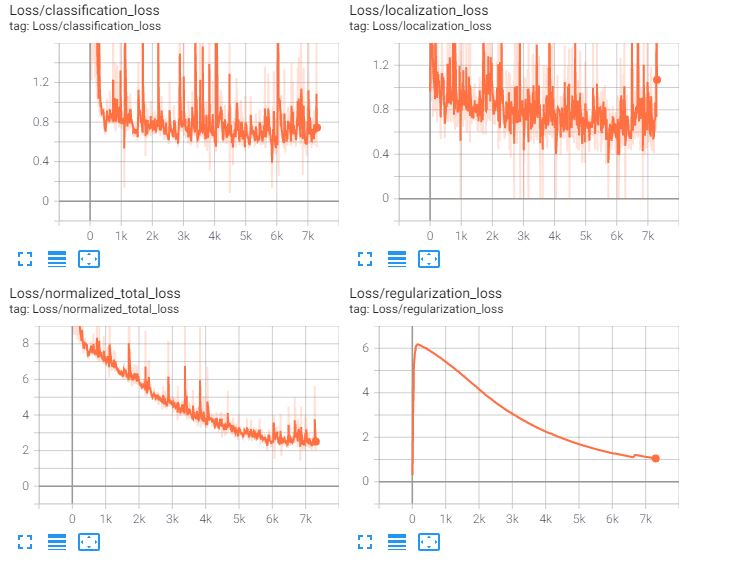 Loss/classification_loss
tag: Loss/classification_loss
1.2
0.8
0.4
0
0 1k 2k 3k 4k 5k 6k 7k
Loss/localization_loss
tag: Loss/localization_loss
1.2
0.8
0.4
0
0 1k 2k 3k 4k 5k 6k 7k
Loss/normalized_total_loss
tag: Loss/normalized_total_loss
8
6
4
2
0
0 1k 2k 3k 4k 5k 6k 7k
Loss/regularization_loss
tag: Loss/regularization_loss
6
4
2
0
0 1k 2k 3k 4k 5k 6k 7k